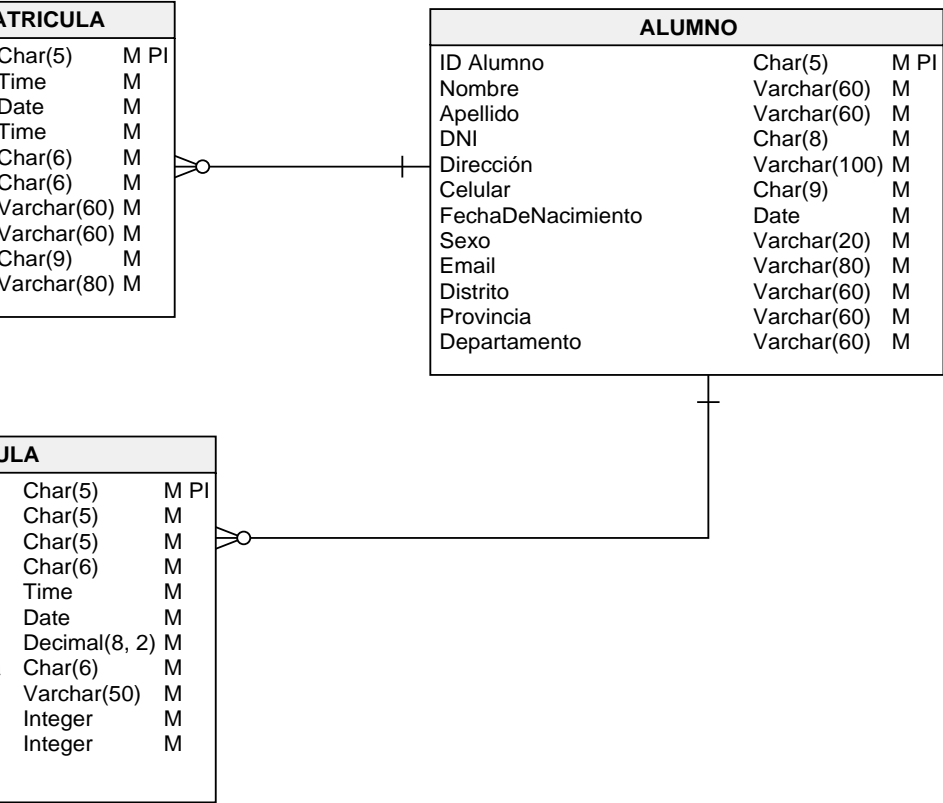 ATRICULA
Char(5) M PI
Time M
Date M
Time M
Char(6) M
Char(6) M
Varchar(60) M
Varchar(60) M
Char(9) M
Varchar(80) M
ALUMNO
ID Alumno Char(5) M PI
Nombre Varchar(60) M
Apellido Varchar(60) M
DNI Char(8) M
Dirección Varchar(100) M
Celular Char(9) M
FechaDeNacimiento Date M
Sexo Varchar(20) M
Email Varchar(80) M
Distrito Varchar(60) M
Provincia Varchar(60) M
Departamento Varchar(60) M
ULA
Char(5) M PI
Char(5) M
Char(5) M
Char(6) M
Time M
Date M
Decimal(8, 2) M
Char(6) M
Varchar(50) M
Integer M
Integer M